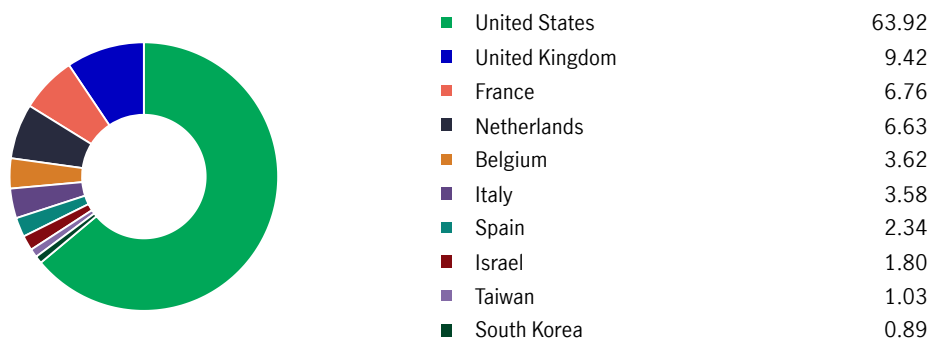 United States 63.92
United Kingdom 9.42
France 6.76
Netherlands 6.63
Belgium 3.62
Italy 3.58
Spain 2.34
Israel 1.80
Taiwan 1.03
South Korea 0.89